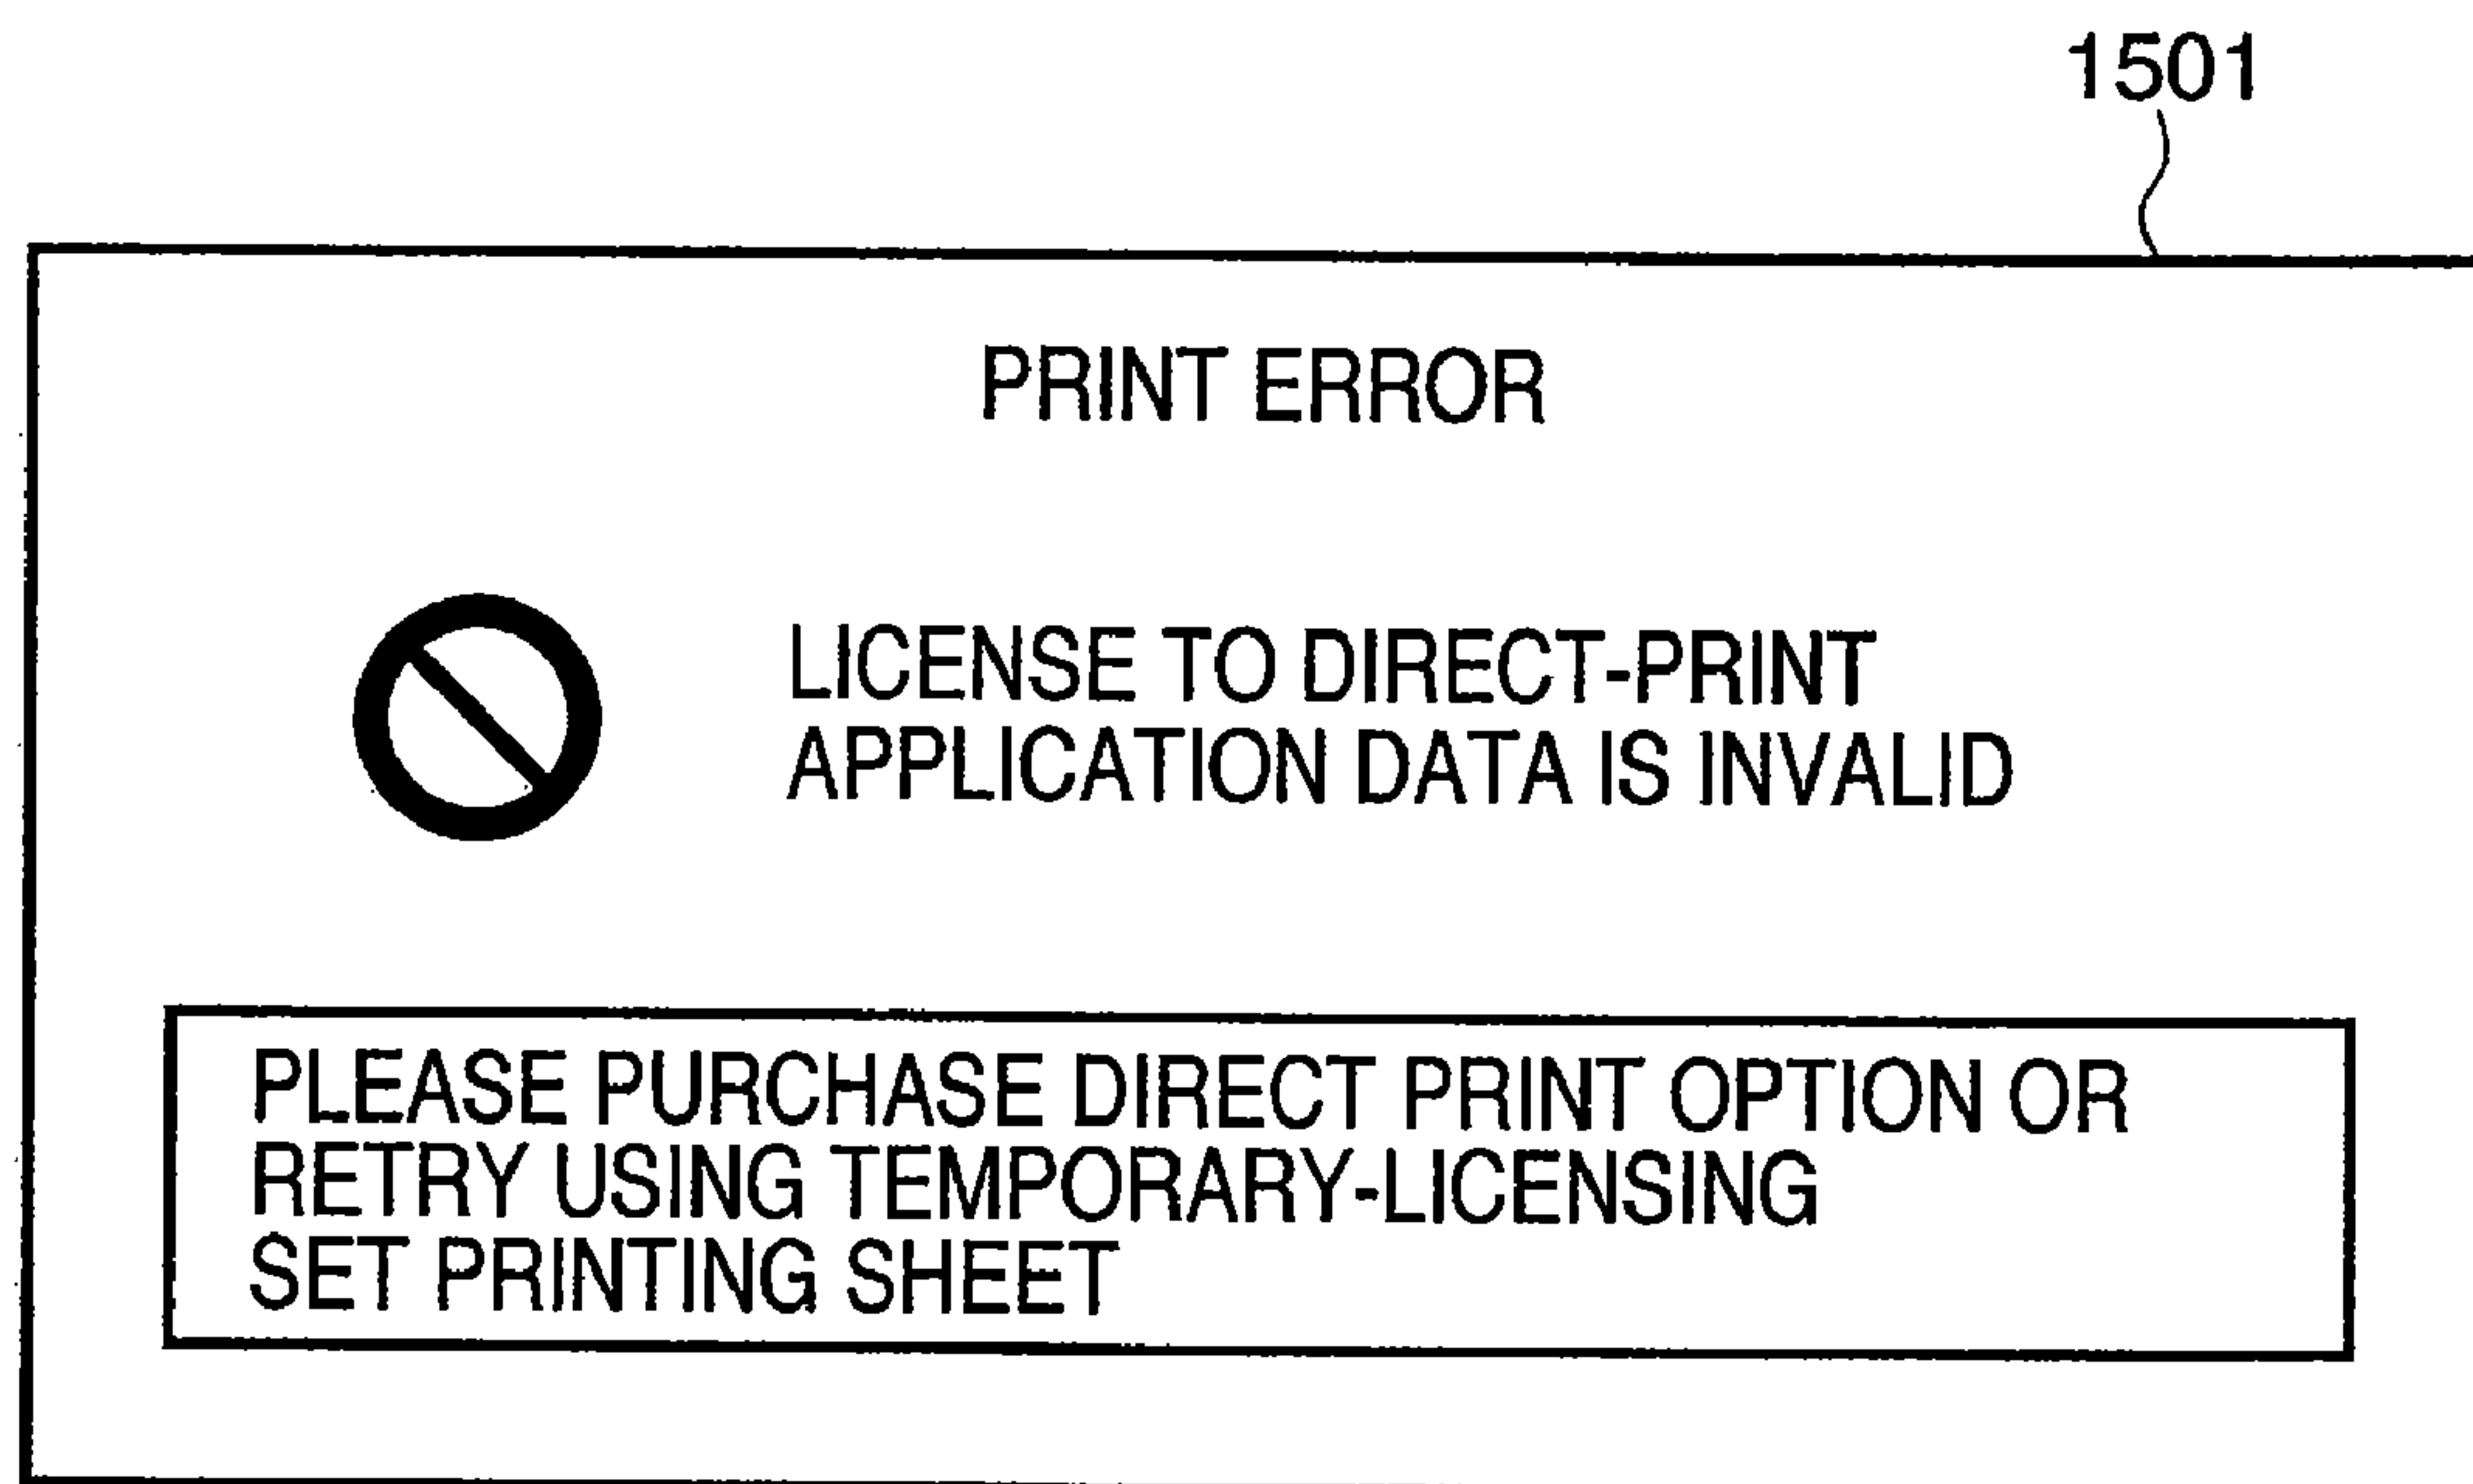 1501
PRINT ERROR
LICENSE TO DIRECT-PRINT
APPLICATION DATA IS INVALID
PLEASE PURCHASE DIRECT PRINT OPTION OR
RETRY USING TEMPORARY-LICENSING
SET PRINTING SHEET